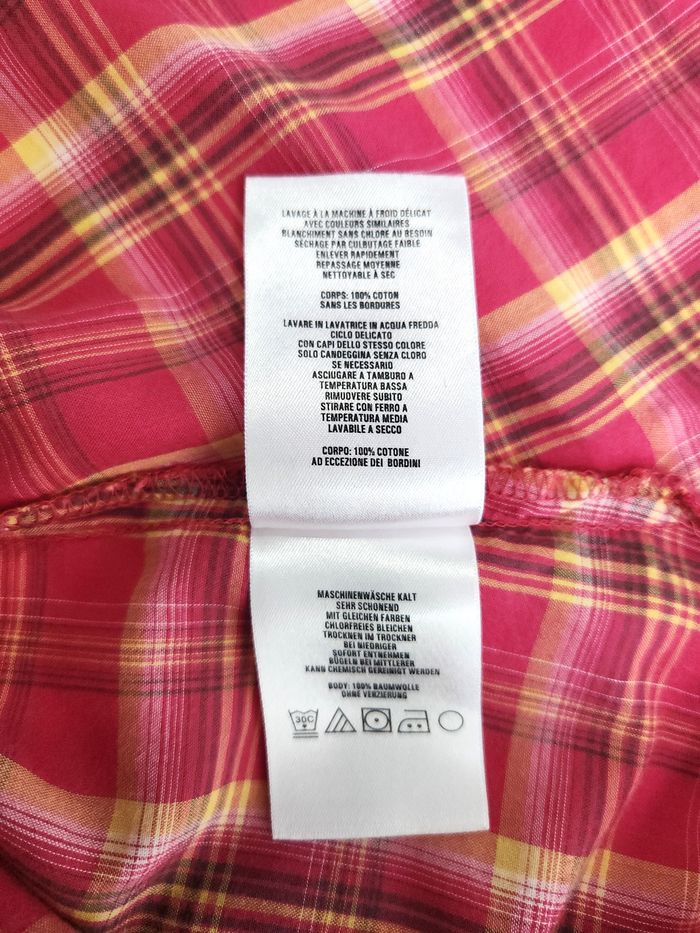 LAVAGE À LA MACHINE À FROID DÉLICAT
AVEC COULEURS SIMILAIRES
BLANCHIMENT SANS CHLORE AU BESOIN
SÉCHAGE PAR CULBUTAGE FAIBLE
ENLEVER RAPIDEMENT
REPASSAGE MOYENNE
NETTOYABLE À SEC
CORPS: 100% COTON
SANS LES BORDURES
LAVARE IN LAVATRICE IN ACQUA FREDDA
CICLO DELICATO
CON CAPI DELLO STESSO COLORE
SOLO CANDEGGINA SENZA CLORO
SE NECESSARIO
ASCIUGARE A TAMBURO A
TEMPERATURA BASSA
RIMUOVERE SUBITO
STIRARE CON FERRO A
TEMPERATURA MEDIA
LAVABILE A SECCO
CORPO: 100% COTONE
AD ECCEZIONE DEI BORDINI
MASCHINENWÄSCHE KALT
SEHR SCHONEND
MIT GLEICHEN FARBEN
CHLORFREIES BLEICHEN
TROCKNEN IM TROCKNER
BEI NIEDRIGER
SOFORT ENTNEHMEN
BÜGELN BEI MITTLERER
KANN CHEMISCH GEREINIGT WERDEN
BODY: 100% BAUMWOLLE
OHNE VERZIERUNG
30C